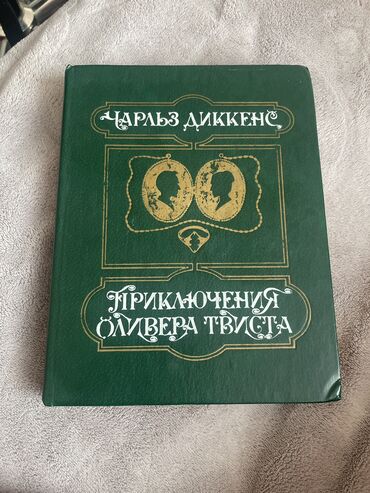 ЧАРЛЬЗ ДИККЕНС
ПРИКЛЮЧЕНИЯ
ОЛИВЕРА ТВИСТА